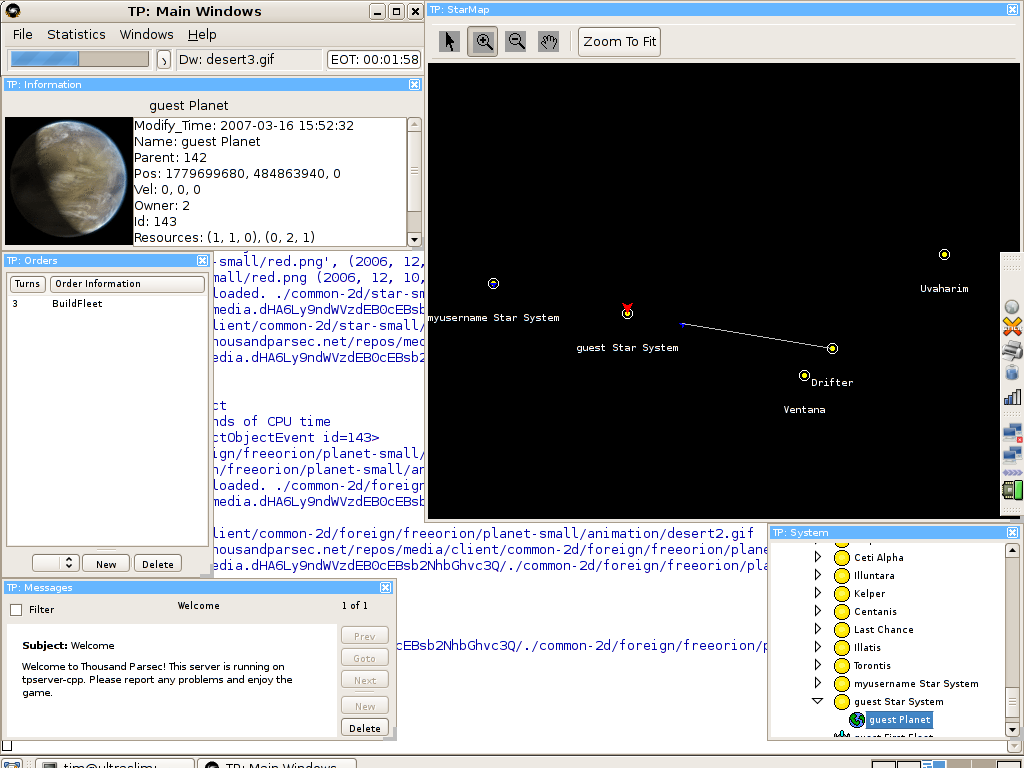 TP: Main Windows
File Statistics Windows Help
Dw: desert3.gif EOT: 00:01:58
TP: Information
guest Planet
Modify_Time: 2007-03-16 15:52:32
Name: guest Planet
Parent: 142
Pos: 1779699680, 484863940, 0
Vel: 0, 0, 0
Owner: 2
Id: 143
Resources: (1, 1, 0), (0, 2, 1)
TP: StarMap
Zoom To Fit
Uvaharim
myusername Star System
guest Star System
Drifter
Ventana
TP: Orders
Turns Order Information
3 BuildFleet
New Delete
-small/red.png', (2006, 12,
mall/red.png (2006, 12, 10,
loaded. ./common-2d/star-sm
media.dHA6Ly9ndWVzdEB0cEBsb
lient/common-2d/star-small/
housandparsec.net/repos/med
edia.dHA6Ly9ndWVzdEB0cEBsb2
ct
nds of CPU time
ctObjectEvent id=143>
ign/freeorion/planet-small/
n/freeorion/planet-small/an
loaded. ./common-2d/foreign
media.dHA6Ly9ndWVzdEB0cEBsb
lient/common-2d/foreign/freeorion/planet-small/animation/desert2.gif
housandparsec.net/repos/media/client/common-2d/foreign/freeorion/plane
edia.dHA6Ly9ndWVzdEB0cEBsb2NhbGhvc3Q/./common-2d/foreign/freeorion/pla
cEBsb2NhbGhvc3Q/./common-2d/foreign/freeorion/p
TP: Messages
Filter Welcome 1 of 1
Subject: Welcome
Welcome to Thousand Parsec! This server is running on
tpserver-cpp. Please report any problems and enjoy the
game.
Prev
Goto
Next
New
Delete
TP: System
Ceti Alpha
Illuntara
Kelper
Centanis
Last Chance
Illatis
Torontis
myusername Star System
guest Star System
guest Planet
guest First Fleet
tim@ultraslim: TP: Main Windows